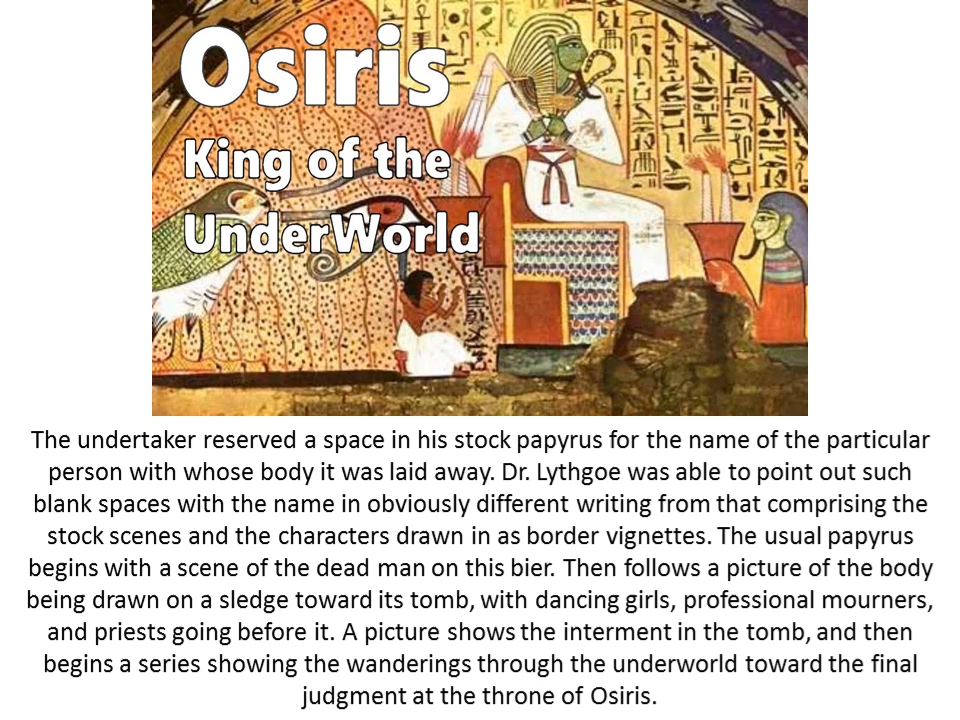 Osiris
King of the
UnderWorld
The undertaker reserved a space in his stock papyrus for the name of the particular
person with whose body it was laid away. Dr. Lythgoe was able to point out such
blank spaces with the name in obviously different writing from that comprising the
stock scenes and the characters drawn in as border vignettes. The usual papyrus
begins with a scene of the dead man on this bier. Then follows a picture of the body
being drawn on a sledge toward its tomb, with dancing girls, professional mourners,
and priests going before it. A picture shows the interment in the tomb, and then
begins a series showing the wanderings through the underworld toward the final
judgment at the throne of Osiris.